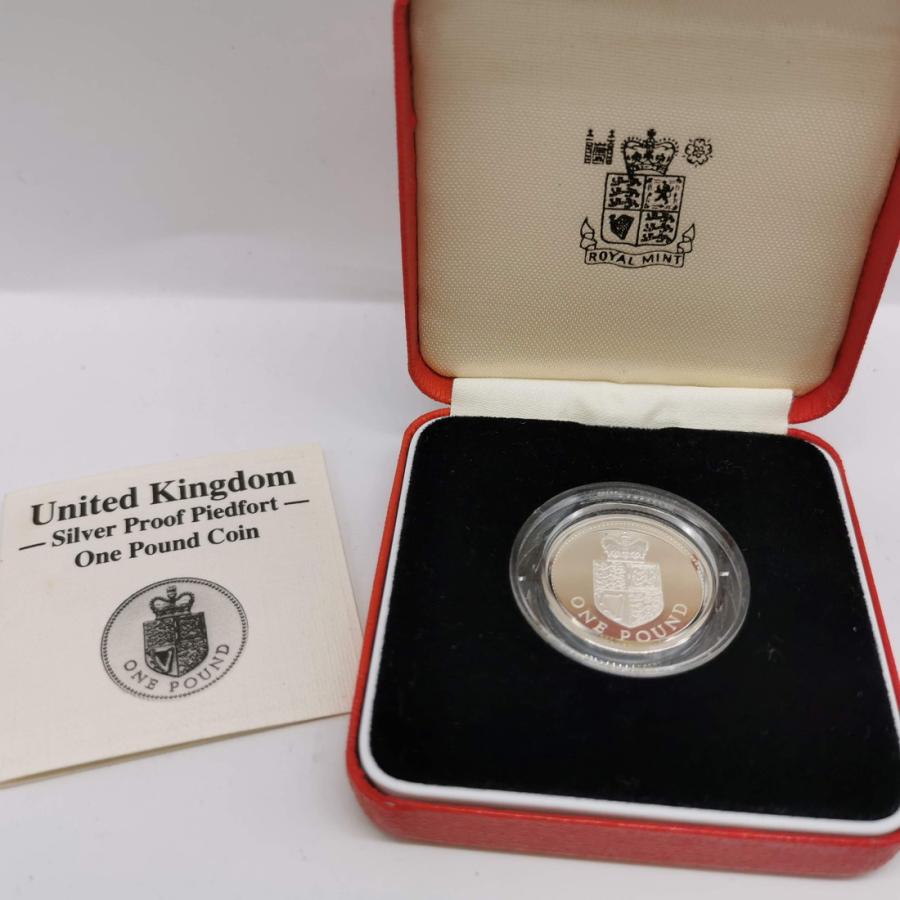 ROYAL MINT
United Kingdom
— Silver Proof Piedfort —
One Pound Coin
ONE POUND
ONE POUND